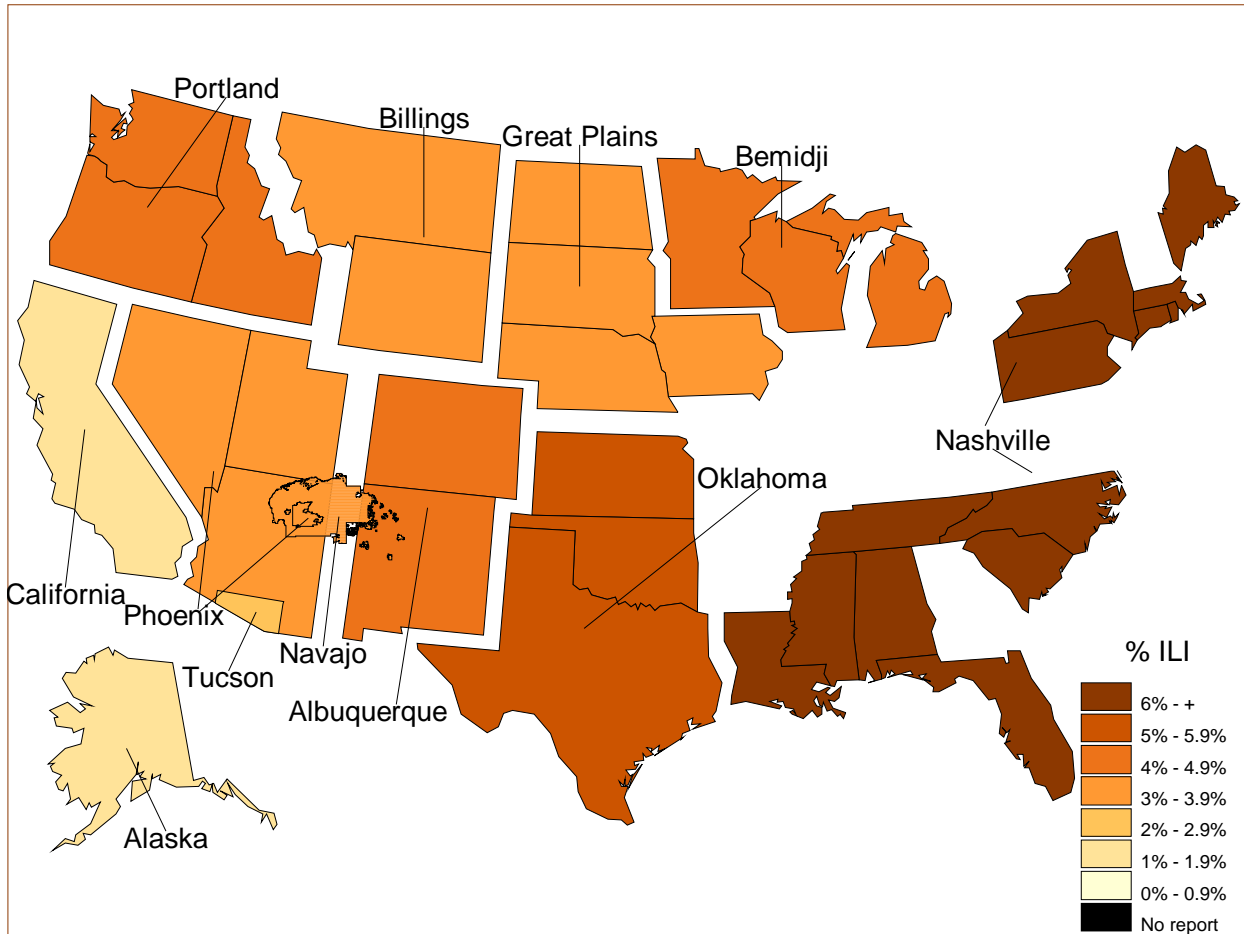 Portland
Billings
Great Plains
Bemidji
Nashville
Oklahoma
California
Phoenix
Navajo
Tucson
Albuquerque
Alaska
% ILI
6% - +
5% - 5.9%
4% - 4.9%
3% - 3.9%
2% - 2.9%
1% - 1.9%
0% - 0.9%
No report